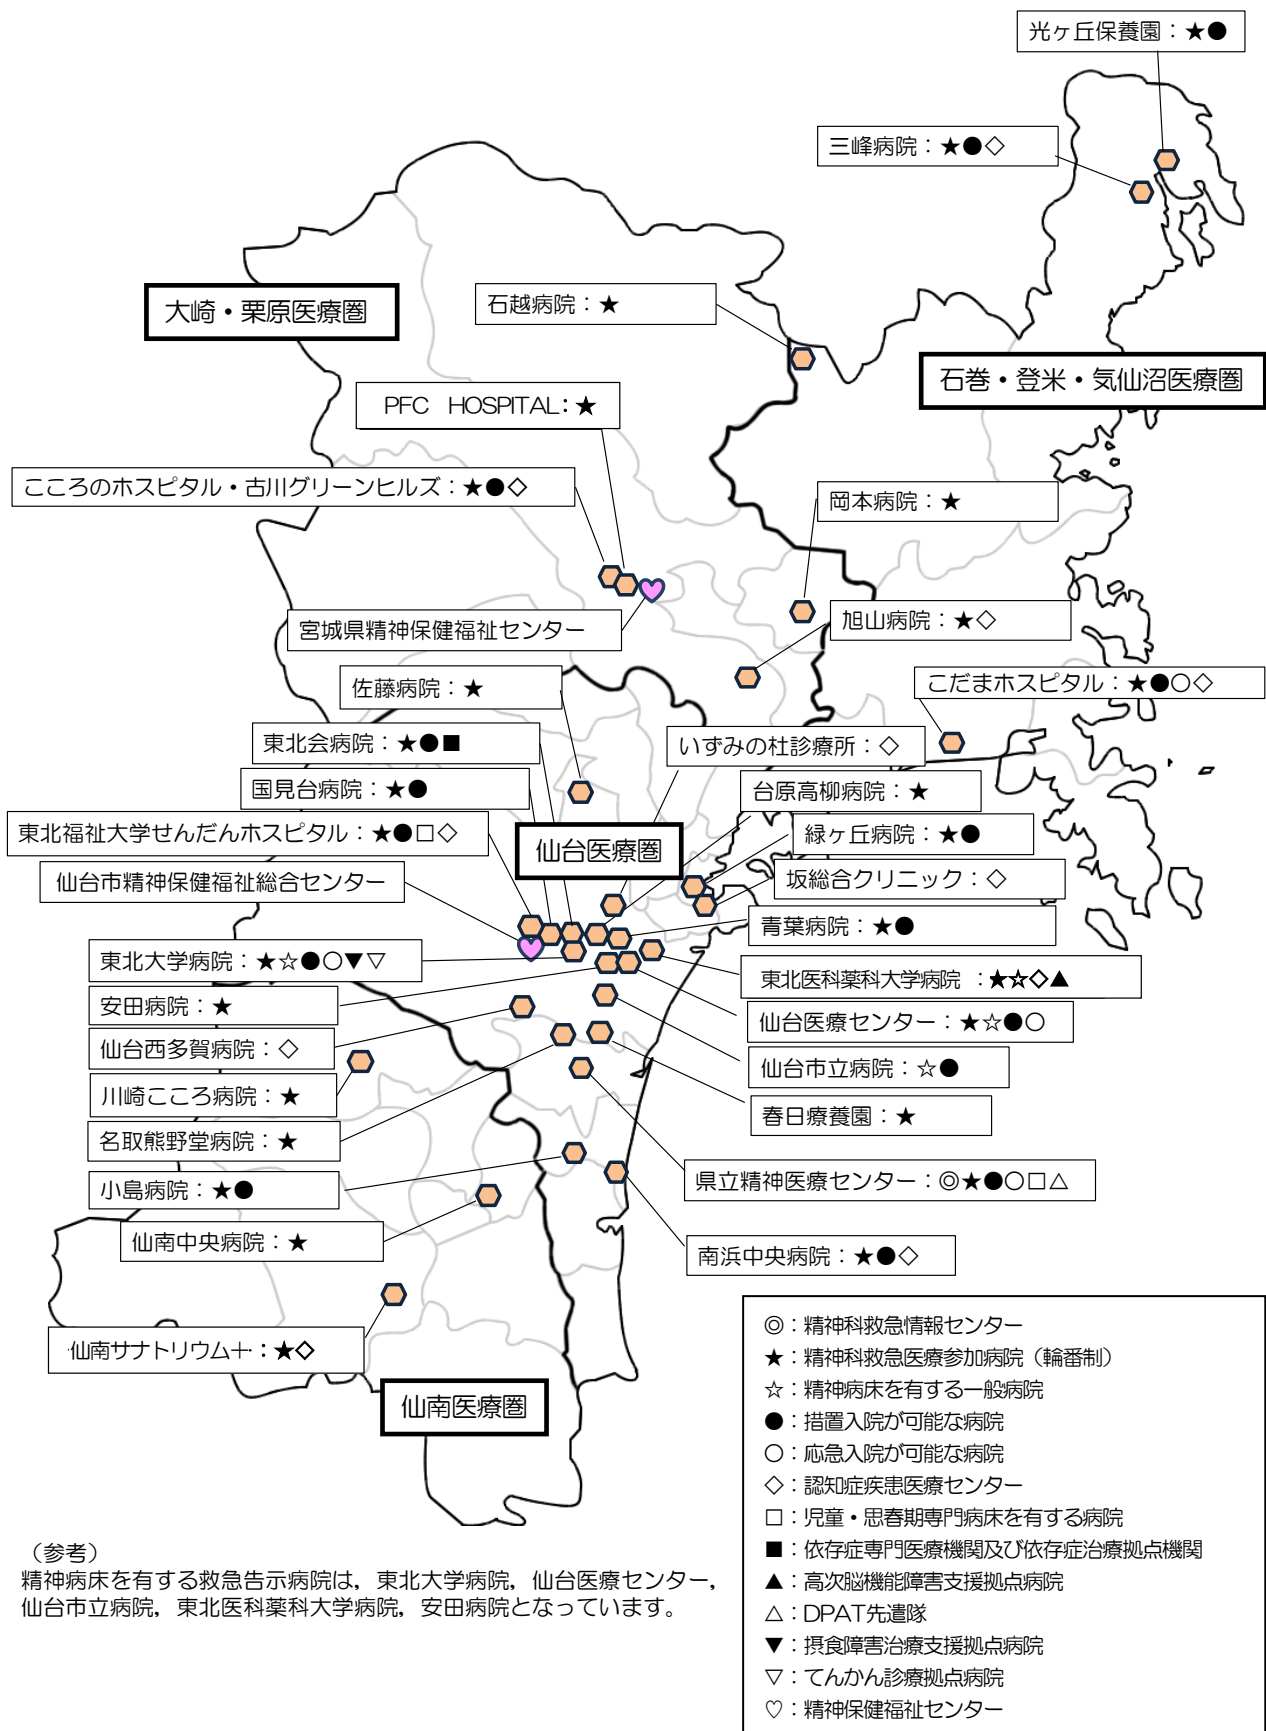 光ヶ丘保養園：★●
三峰病院：★●◇
大崎・栗原医療圏
石越病院：★
石巻・登米・気仙沼医療圏
PFC　HOSPITAL：★
こころのホスピタル・古川グリーンヒルズ：★●◇
岡本病院：★
宮城県精神保健福祉センター
旭山病院：★◇
佐藤病院：★
こだまホスピタル：★●○◇
東北会病院：★●■
いずみの杜診療所：◇
国見台病院：★●
台原高柳病院：★
東北福祉大学せんだんホスピタル：★●□◇
仙台医療圏
緑ヶ丘病院：★●
仙台市精神保健福祉総合センター
坂総合クリニック：◇
青葉病院：★●
東北大学病院：★☆●○▼▽
東北医科薬科大学病院　：★☆◇▲
安田病院：★
仙台医療センター：★☆●○
仙台西多賀病院：◇
仙台市立病院：☆●
川崎こころ病院：★
春日療養園：★
名取熊野堂病院：★
小島病院：★●
県立精神医療センター：◎★●○□△
仙南中央病院：★
南浜中央病院：★●◇
仙南サナトリウム＋：★◇
仙南医療圏
◎：精神科救急情報センター
★：精神科救急医療参加病院（輪番制）
☆：精神病床を有する一般病院
●：措置入院が可能な病院
○：応急入院が可能な病院
◇：認知症疾患医療センター
□：児童・思春期専門病床を有する病院
■：依存症専門医療機関及び依存症治療拠点機関
▲：高次脳機能障害支援拠点病院
△：DPAT先遣隊
▼：摂食障害治療支援拠点病院
▽：てんかん診療拠点病院
♡：精神保健福祉センター
（参考）
精神病床を有する救急告示病院は，東北大学病院，仙台医療センター，
仙台市立病院，東北医科薬科大学病院，安田病院となっています。